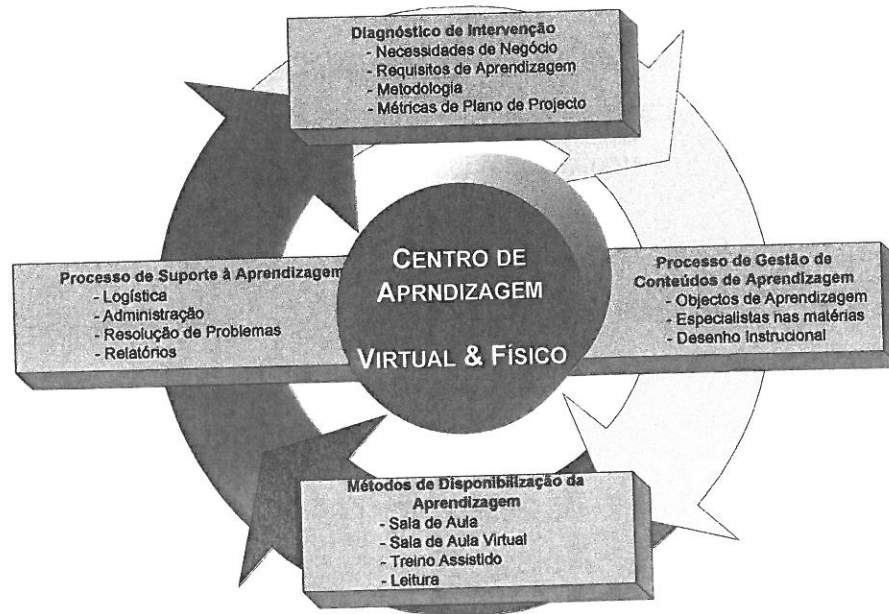 Diagnóstico de Intervenção
- Necessidades de Negócio
- Requisitos de Aprendizagem
- Metodologia
- Métricas de Plano de Projecto
Processo de Suporte à Aprendizagem
- Logística
- Administração
- Resolução de Problemas
- Relatórios
CENTRO DE
APRNDIZAGEM
VIRTUAL & FÍSICO
Processo de Gestão de
Conteúdos de Aprendizagem
- Objectos de Aprendizagem
- Especialistas nas matérias
- Desenho Instrucional
Métodos de Disponibilização da
Aprendizagem
- Sala de Aula
- Sala de Aula Virtual
- Treino Assistido
- Leitura